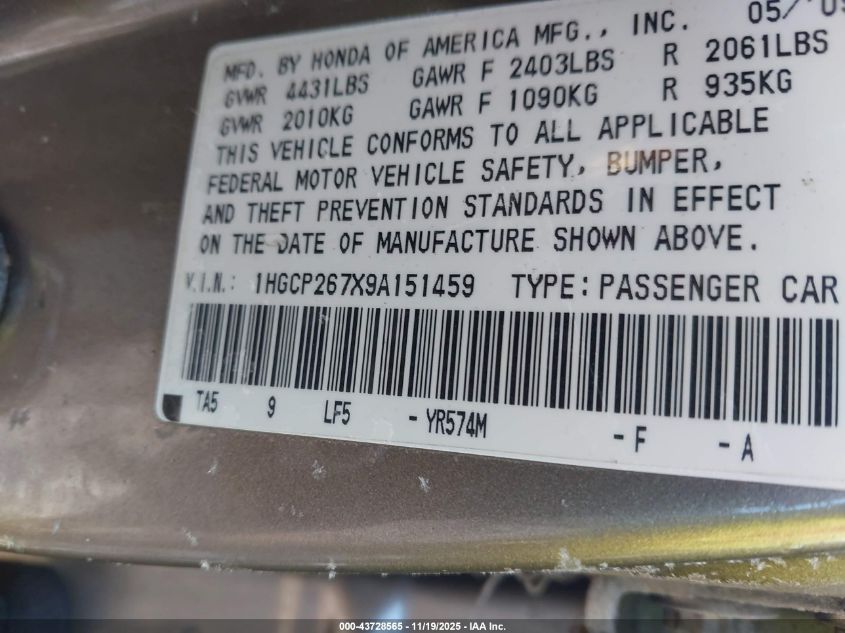 MFD. BY HONDA OF AMERICA MFG., INC. 05/'09
GVWR 4431LBS GAWR F 2403LBS R 2061LBS
GVWR 2010KG GAWR F 1090KG R 935KG
THIS VEHICLE CONFORMS TO ALL APPLICABLE
FEDERAL MOTOR VEHICLE SAFETY, BUMPER,
AND THEFT PREVENTION STANDARDS IN EFFECT
ON THE DATE OF MANUFACTURE SHOWN ABOVE.
V.I.N.: 1HGCP267X9A151459 TYPE:PASSENGER CAR
TA5 9 LF5 - YR574M - F - A
000-43728565 - 11/19/2025 - IAA Inc.